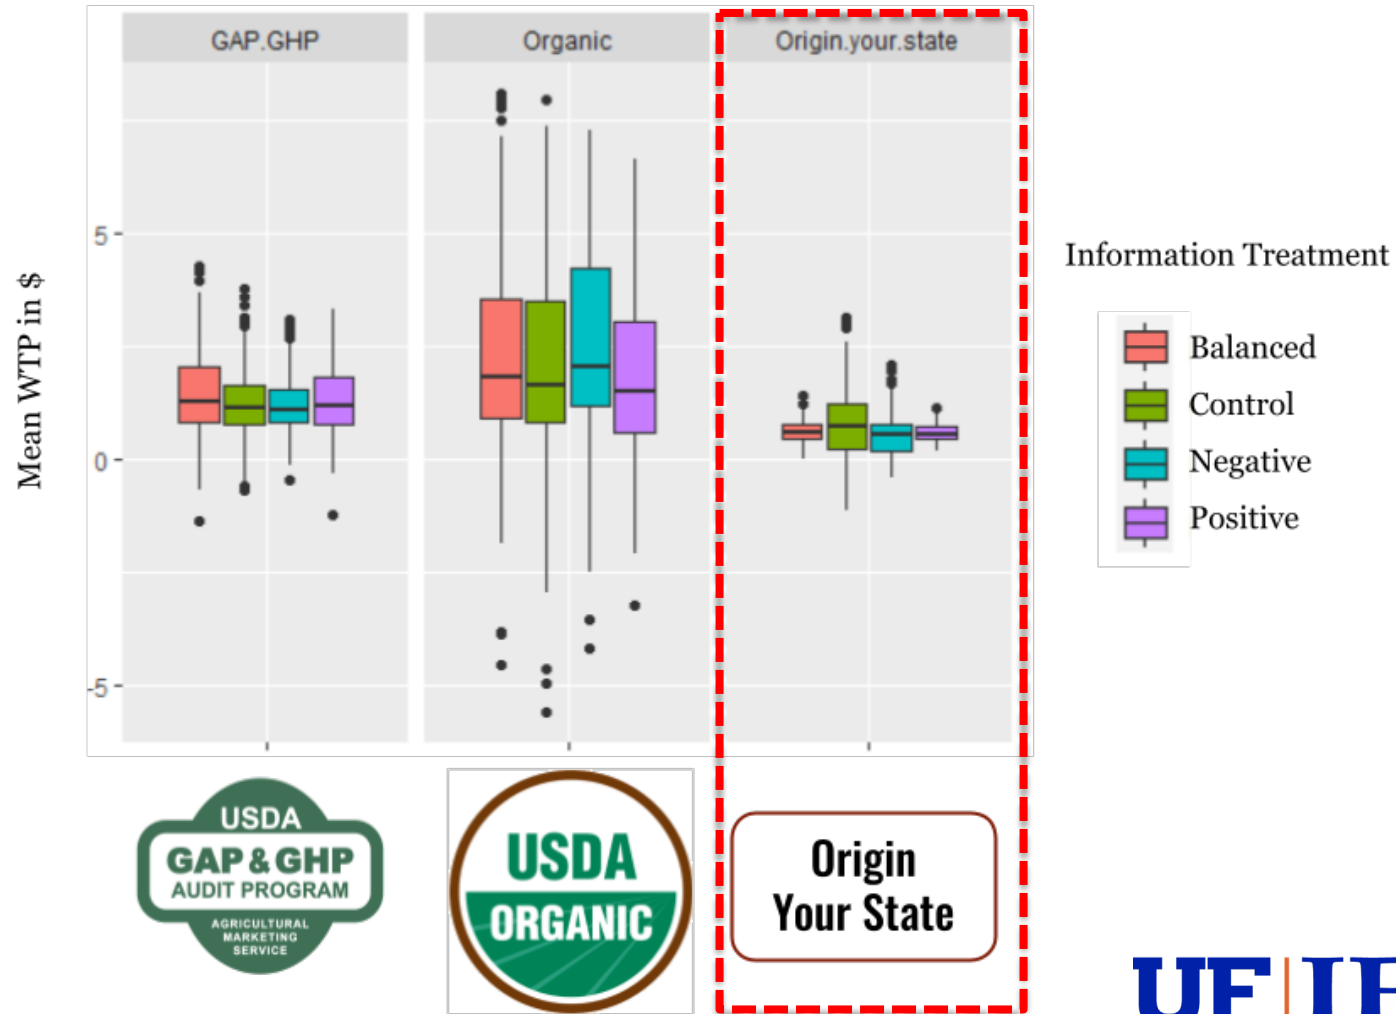 GAP.GHP
Organic
Origin.your.state
Mean WTP in $
5
0
-5
Information Treatment
Balanced
Control
Negative
Positive
USDA
GAP & GHP
AUDIT PROGRAM
AGRICULTURAL
MARKETING
SERVICE
USDA
ORGANIC
Origin
Your State
UF